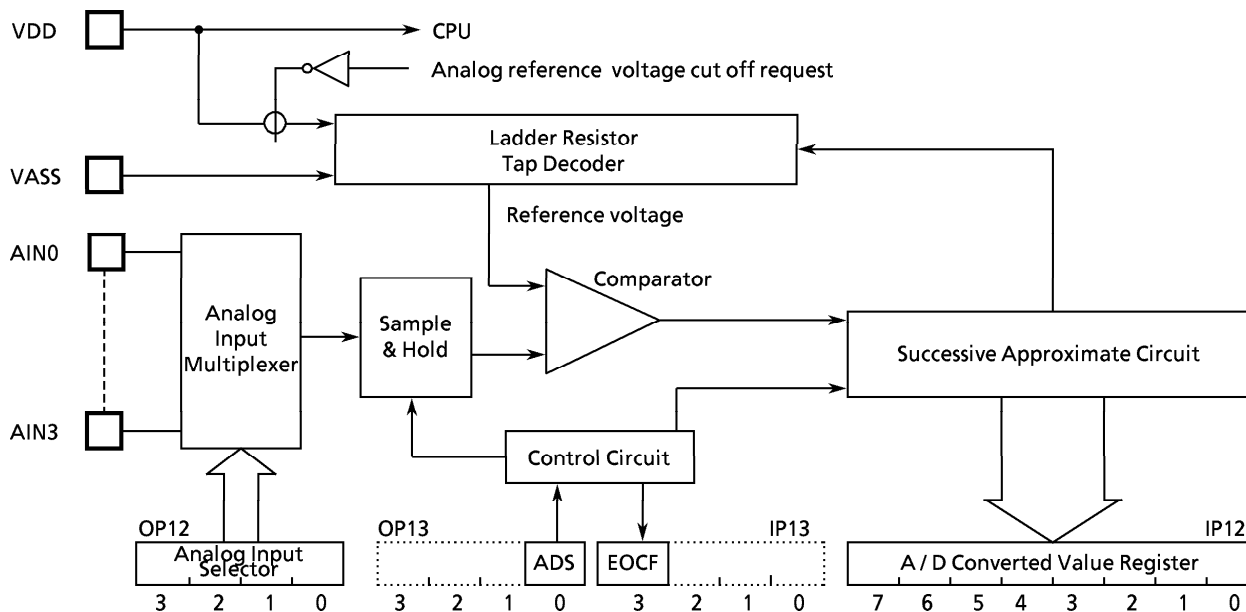 VDD
CPU
Analog reference voltage cut off request
Ladder Resistor
Tap Decoder
VASS
Reference voltage
AIN0
Analog
Input
Multiplexer
Sample
& Hold
Comparator
Successive Approximate Circuit
AIN3
Control Circuit
OP12
Analog Input
Selector
3 2 1 0
OP13
ADS
3 2 1 0
IP13
EOCF
3 2 1 0
IP12
A / D Converted Value Register
7 6 5 4 3 2 1 0